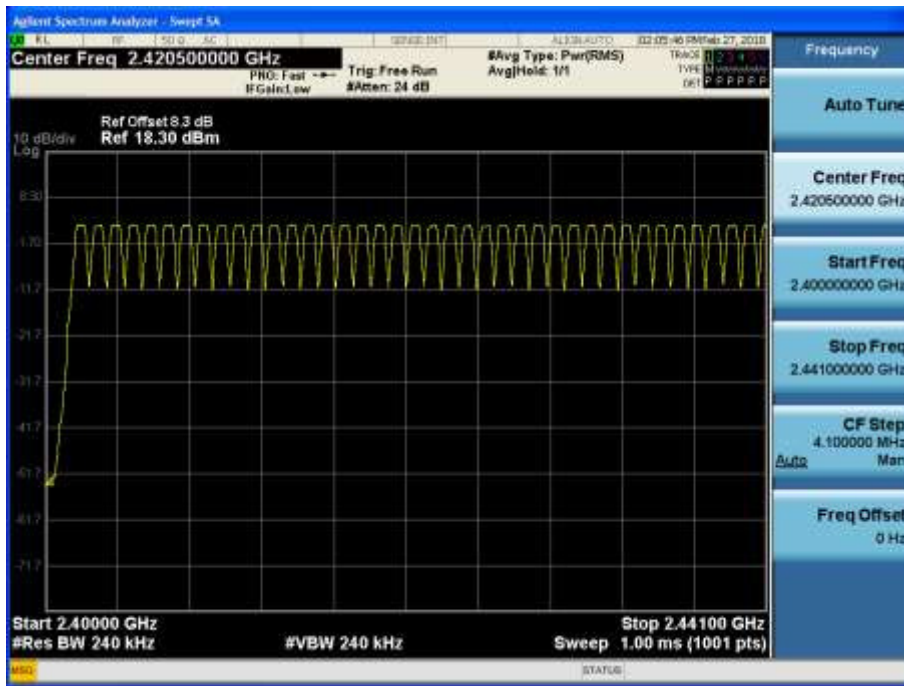 Agilent Spectrum Analyzer - Swept SA
RL RF 50 Ω AC SENSE:INT ALIGN AUTO 02:05:46 PM Feb 27, 2018
Center Freq 2.420500000 GHz
PNO: Fast
IFGain:Low
Trig: Free Run
#Atten: 24 dB
#Avg Type: Pwr(RMS)
Avg|Hold: 1/1
TRACE
TYPE
DET P P P P P P
Ref Offset 8.3 dB
10 dB/div Ref 18.30 dBm
Log
8.30
-1.70
-11.7
-21.7
-31.7
-41.7
-51.7
-61.7
-71.7
Start 2.40000 GHz Stop 2.44100 GHz
#Res BW 240 kHz #VBW 240 kHz Sweep 1.00 ms (1001 pts)
MSG STATUS
Frequency
Auto Tune
Center Freq
2.420500000 GHz
Start Freq
2.400000000 GHz
Stop Freq
2.441000000 GHz
CF Step
4.100000 MHz
Auto Man
Freq Offset
0 Hz